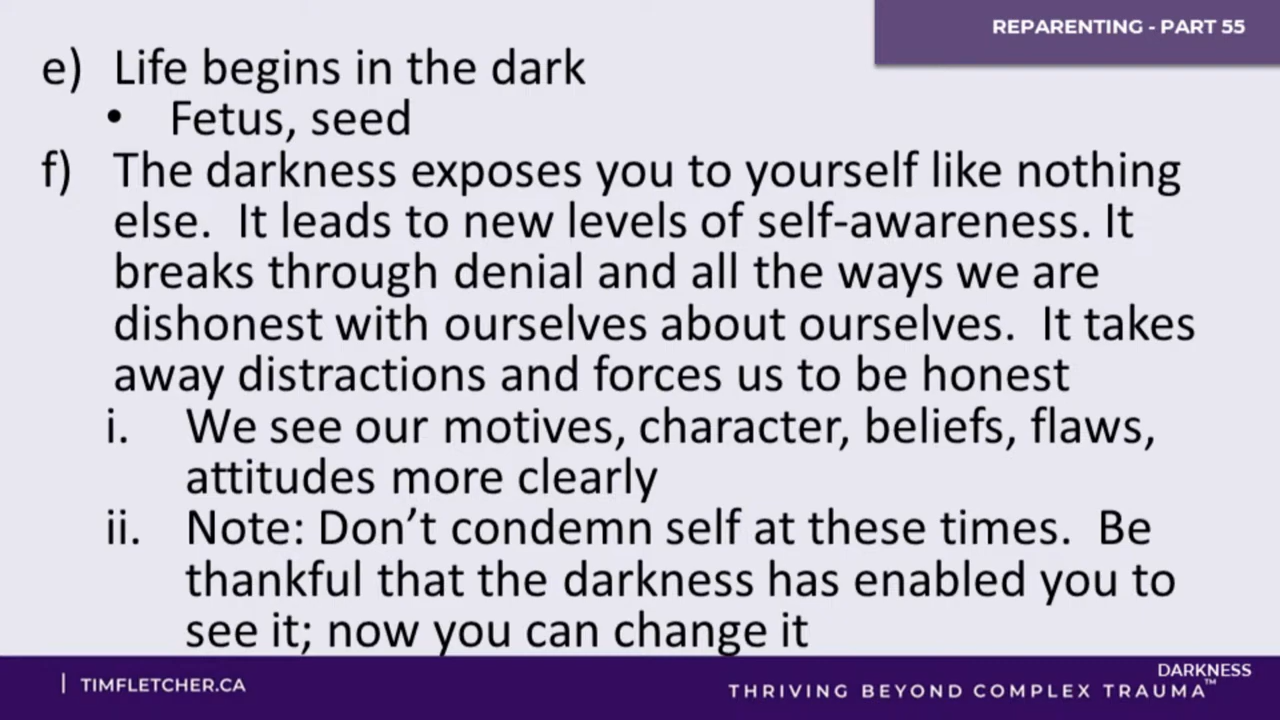 REPARENTING - PART 55
e) Life begins in the dark
• Fetus, seed
f) The darkness exposes you to yourself like nothing
else.  It leads to new levels of self-awareness. It
breaks through denial and all the ways we are
dishonest with ourselves about ourselves.  It takes
away distractions and forces us to be honest
i. We see our motives, character, beliefs, flaws,
attitudes more clearly
ii. Note: Don’t condemn self at these times.  Be
thankful that the darkness has enabled you to
see it; now you can change it
| TIMFLETCHER.CA
DARKNESS
THRIVING BEYOND COMPLEX TRAUMA™